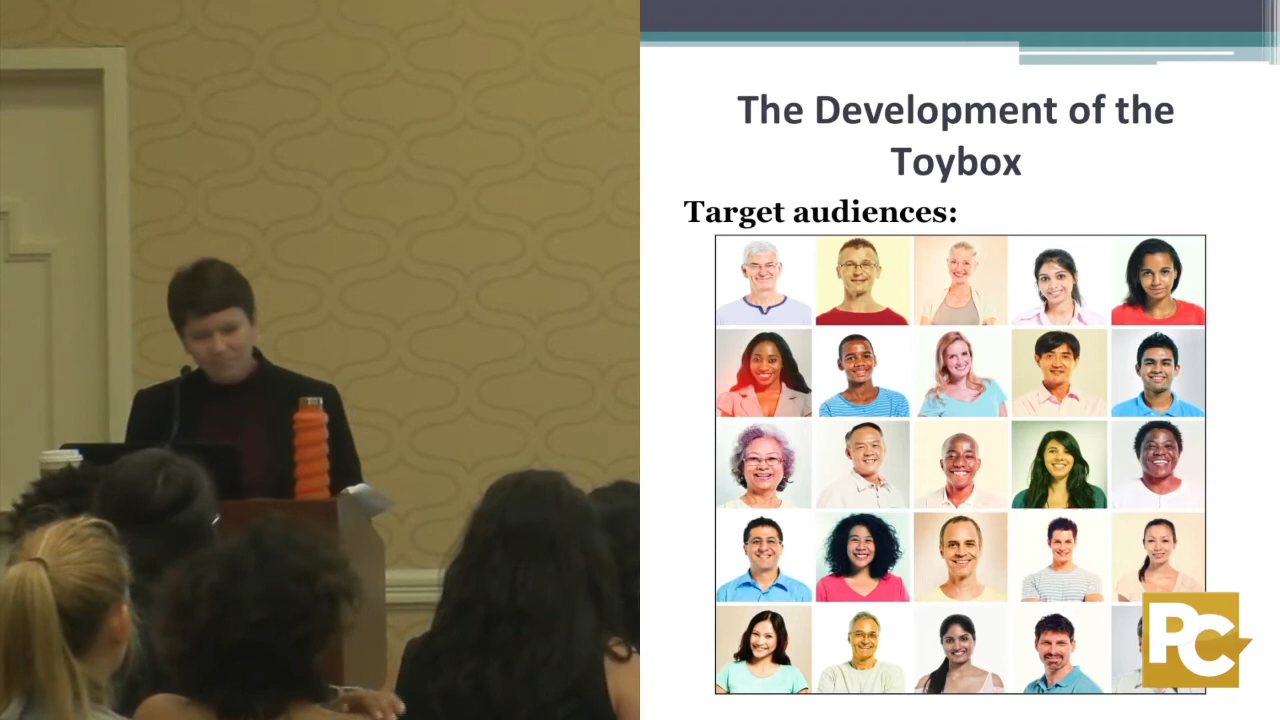 The Development of the
Toybox
Target audiences:
PC